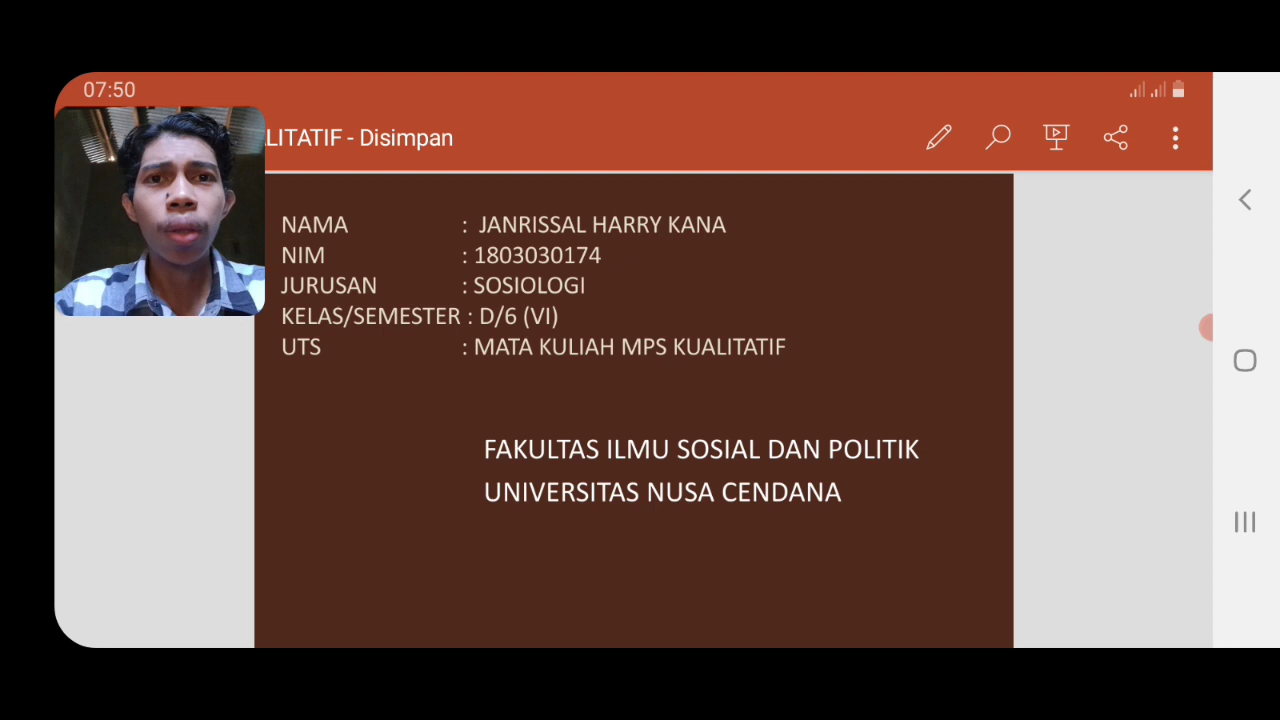 07:50
LITATIF - Disimpan
NAMA : JANRISSAL HARRY KANA
NIM : 1803030174
JURUSAN : SOSIOLOGI
KELAS/SEMESTER : D/6 (VI)
UTS : MATA KULIAH MPS KUALITATIF
FAKULTAS ILMU SOSIAL DAN POLITIK
UNIVERSITAS NUSA CENDANA